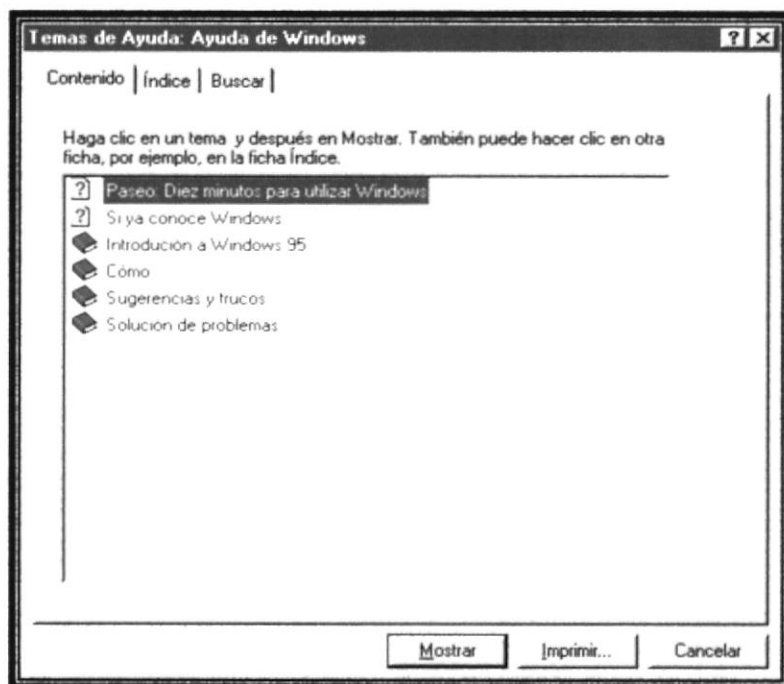 Temas de Ayuda: Ayuda de Windows
Contenido Índice Buscar
Haga clic en un tema y después en Mostrar. También puede hacer clic en otra
ficha, por ejemplo, en la ficha Índice.
Paseo: Diez minutos para utilizar Windows
Si ya conoce Windows
Introducion a Windows 95
Cómo
Sugerencias y trucos
Solución de problemas
Mostrar Imprimir... Cancelar